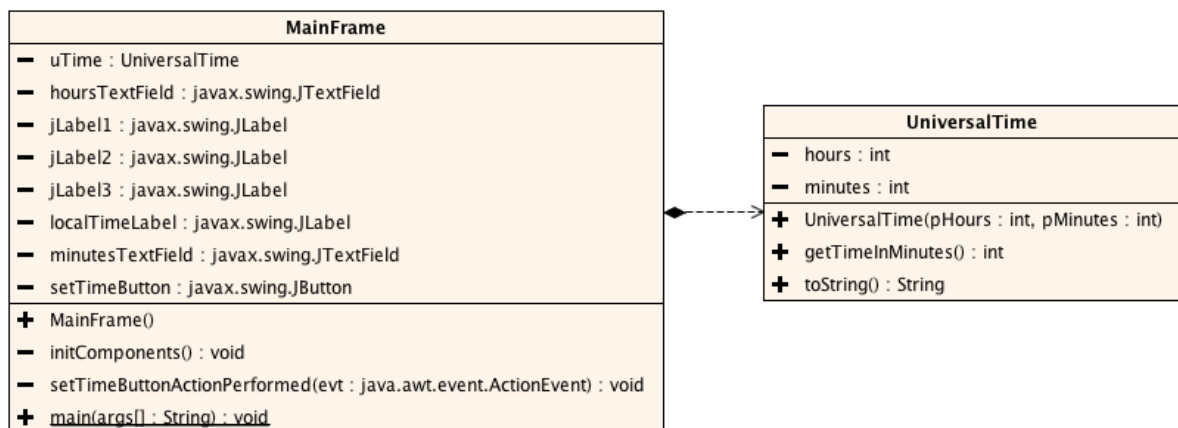 MainFrame
− uTime : UniversalTime
− hoursTextField : javax.swing.JTextField
− jLabel1 : javax.swing.JLabel
− jLabel2 : javax.swing.JLabel
− jLabel3 : javax.swing.JLabel
− localTimeLabel : javax.swing.JLabel
− minutesTextField : javax.swing.JTextField
− setTimeButton : javax.swing.JButton
+ MainFrame()
− initComponents() : void
− setTimeButtonActionPerformed(evt : java.awt.event.ActionEvent) : void
+ main(args[] : String) : void
UniversalTime
− hours : int
− minutes : int
+ UniversalTime(pHours : int, pMinutes : int)
+ getTimeInMinutes() : int
+ toString() : String